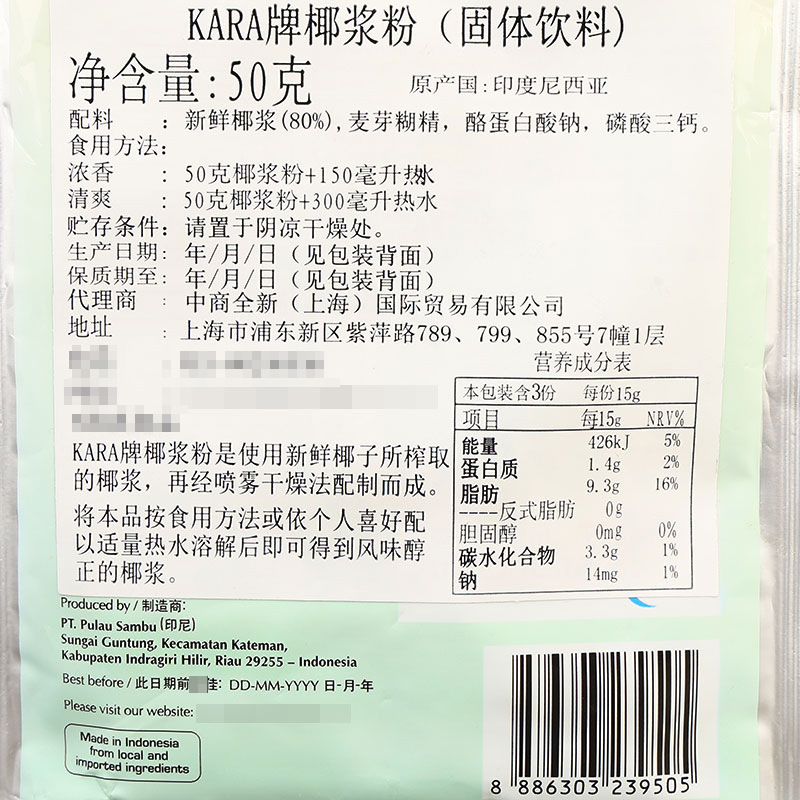 KARA牌椰浆粉（固体饮料）
净含量:50克
原产国:印度尼西亚
配料 : 新鲜椰浆(80%),麦芽糊精，酪蛋白酸钠，磷酸三钙。
食用方法:
浓香 : 50克椰浆粉+150毫升热水
清爽 : 50克椰浆粉+300毫升热水
贮存条件: 请置于阴凉干燥处。
生产日期: 年/月/日（见包装背面）
保质期至: 年/月/日（见包装背面）
代理商 : 中商全新（上海）国际贸易有限公司
地址 : 上海市浦东新区紫萍路789、799、855号7幢1层
营养成分表
本包装含3份 每份15g
项目 每15g NRV%
能量 426kJ 5%
蛋白质 1.4g 2%
脂肪 9.3g 16%
----反式脂肪 0g
胆固醇 0mg 0%
碳水化合物 3.3g 1%
钠 14mg 1%
KARA牌椰浆粉是使用新鲜椰子所榨取
的椰浆，再经喷雾干燥法配制而成。
将本品按食用方法或依个人喜好配
以适量热水溶解后即可得到风味醇
正的椰浆。
Produced by / 制造商:
PT. Pulau Sambu (印尼)
Sungai Guntung, Kecamatan Kateman,
Kabupaten Indragiri Hilir, Riau 29255 – Indonesia
Best before / 此日期前 佳: DD-MM-YYYY 日-月-年
Please visit our website:
Made in Indonesia
from local and
imported ingredients
8 886303 239505